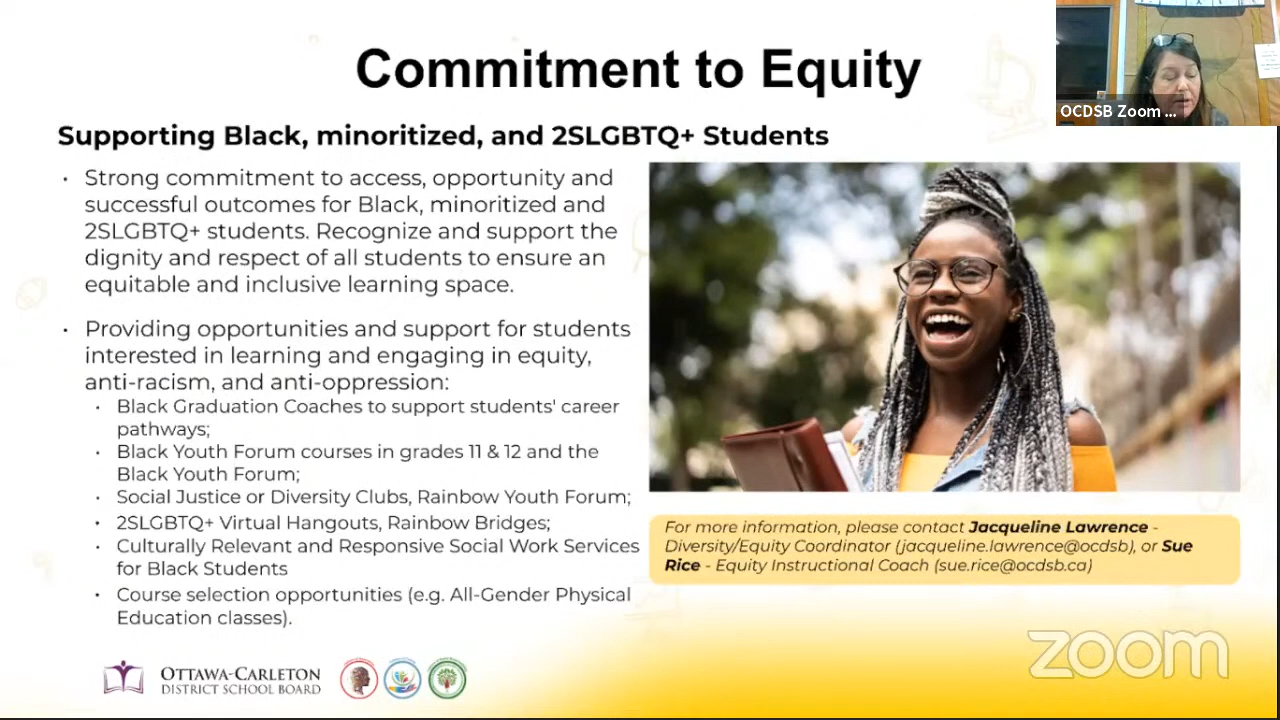 Commitment to Equity
OCDSB Zoom ...
Supporting Black, minoritized, and 2SLGBTQ+ Students
• Strong commitment to access, opportunity and
successful outcomes for Black, minoritized and
2SLGBTQ+ students. Recognize and support the
dignity and respect of all students to ensure an
equitable and inclusive learning space.
• Providing opportunities and support for students
interested in learning and engaging in equity,
anti-racism, and anti-oppression:
• Black Graduation Coaches to support students' career
pathways;
• Black Youth Forum courses in grades 11 & 12 and the
Black Youth Forum;
• Social Justice or Diversity Clubs, Rainbow Youth Forum;
• 2SLGBTQ+ Virtual Hangouts, Rainbow Bridges;
• Culturally Relevant and Responsive Social Work Services
for Black Students
• Course selection opportunities (e.g. All-Gender Physical
Education classes).
For more information, please contact Jacqueline Lawrence -
Diversity/Equity Coordinator (jacqueline.lawrence@ocdsb), or Sue
Rice - Equity Instructional Coach (sue.rice@ocdsb.ca)
OTTAWA-CARLETON
DISTRICT SCHOOL BOARD
zoom